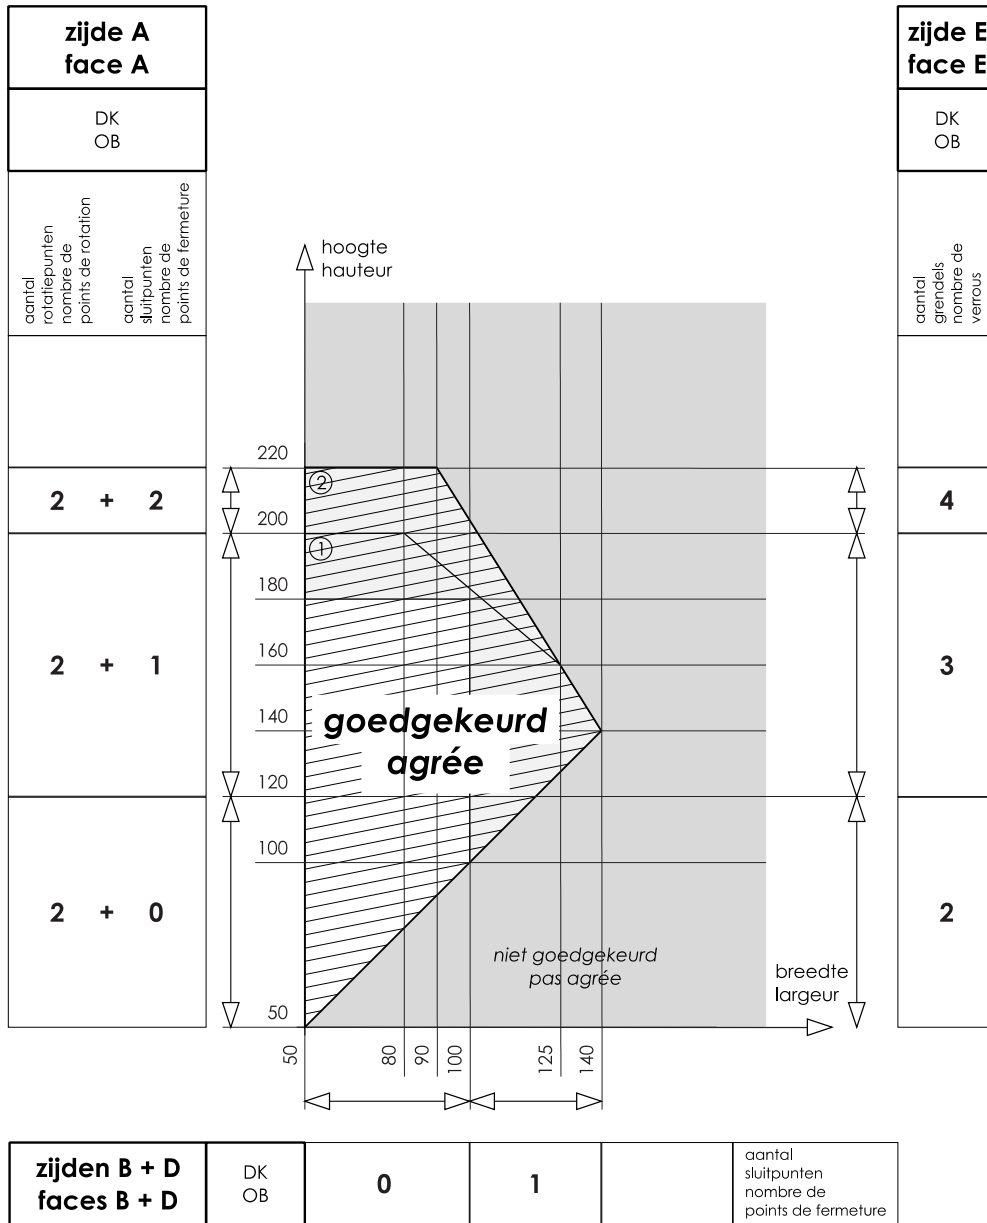 zijde A
face A
DK
OB
aantal
rotatiepunten
nombre de
points de rotation
aantal
sluitpunten
nombre de
points de fermeture
zijde E
face E
DK
OB
aantal
grendels
nombre de
verrous
hoogte
hauteur
220
2
2 + 2
4
200
1
180
2 + 1
160
3
140
goedgekeurd
agrée
120
100
2 + 0
2
niet goedgekeurd
pas agrée
breedte
largeur
50
50
80
90
100
125
140
zijden B + D
faces B + D
DK
OB
0
1
aantal
sluitpunten
nombre de
points de fermeture